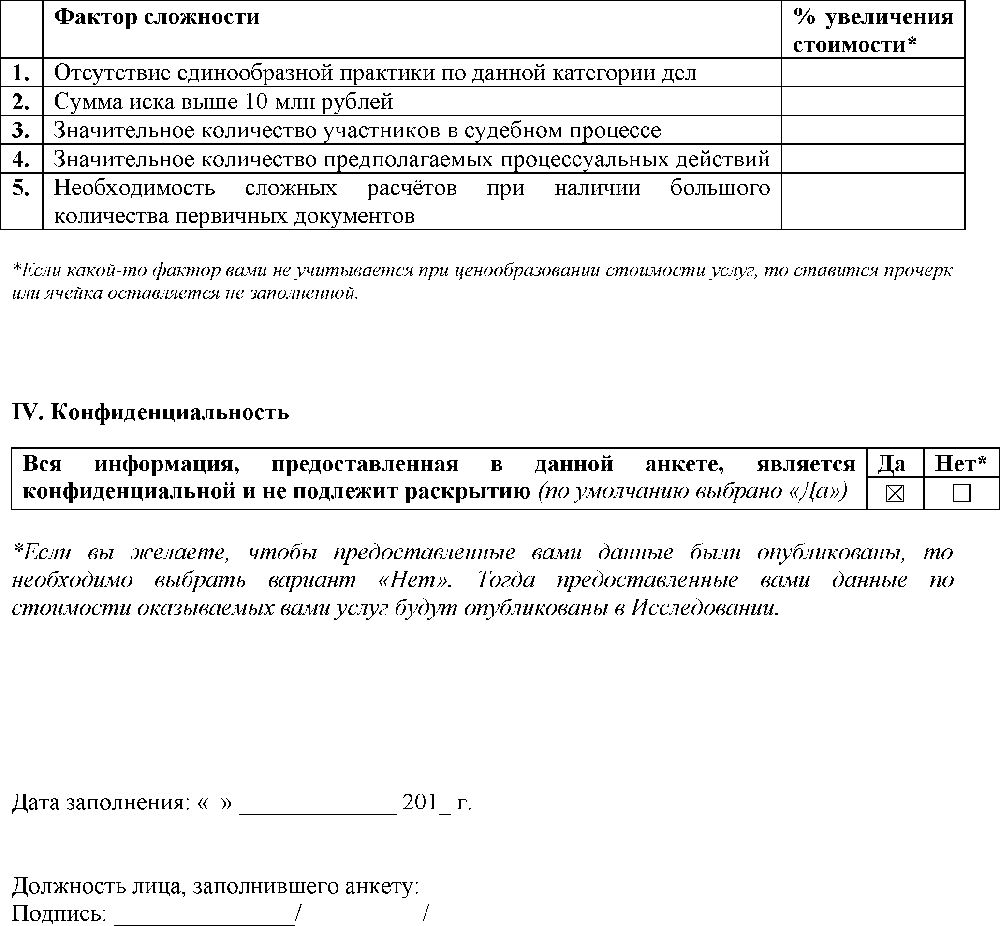 Фактор сложности
% увеличения
стоимости*
1. Отсутствие единообразной практики по данной категории дел
2. Сумма иска выше 10 млн рублей
3. Значительное количество участников в судебном процессе
4. Значительное количество предполагаемых процессуальных действий
5. Необходимость сложных расчётов при наличии большого
количества первичных документов
*Если какой-то фактор вами не учитывается при ценообразовании стоимости услуг, то ставится прочерк
или ячейка оставляется не заполненной.
IV. Конфиденциальность
Вся информация, предоставленная в данной анкете, является
конфиденциальной и не подлежит раскрытию (по умолчанию выбрано «Да»)
Да Нет*
☒ ☐
*Если вы желаете, чтобы предоставленные вами данные были опубликованы, то
необходимо выбрать вариант «Нет». Тогда предоставленные вами данные по
стоимости оказываемых вами услуг будут опубликованы в Исследовании.
Дата заполнения: « » _____________ 201_ г.
Должность лица, заполнившего анкету:
Подпись: _______________/ /